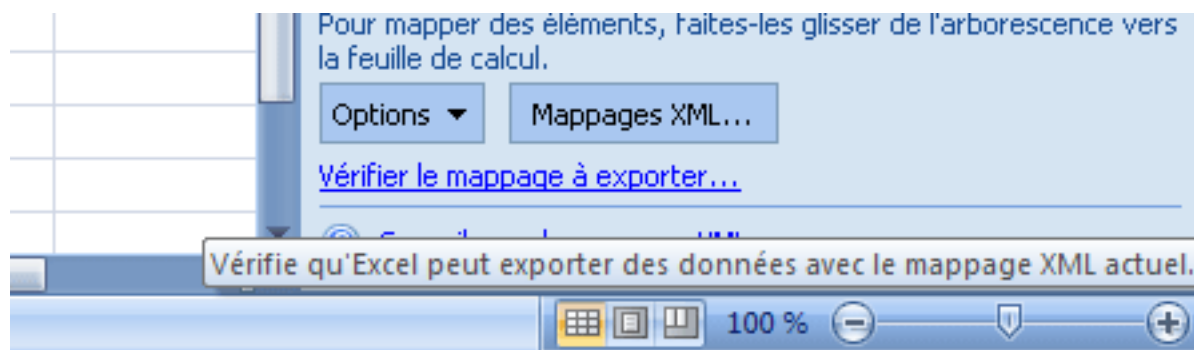 Pour mapper des éléments, faites-les glisser de l'arborescence vers
la feuille de calcul.
Options
Mappages XML...
Vérifier le mappage à exporter...
Vérifie qu'Excel peut exporter des données avec le mappage XML actuel.
100 %